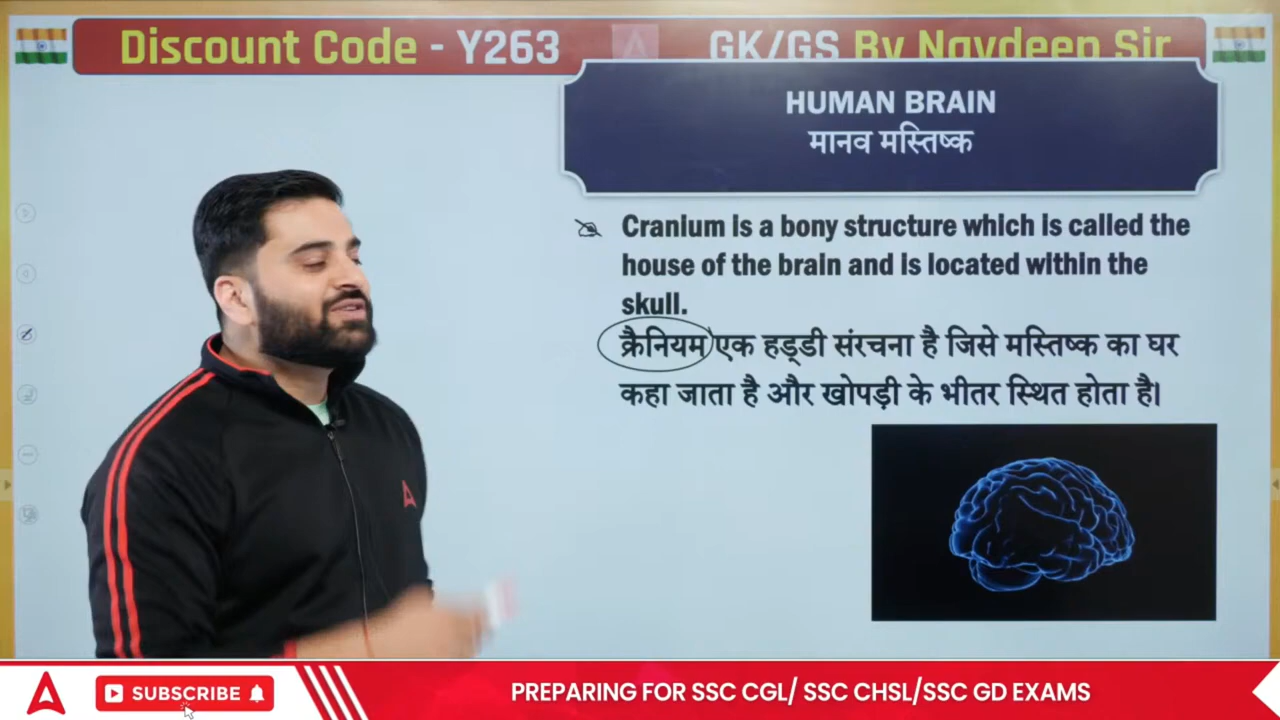 Discount Code - Y263
GK/GS By Navdeep Sir
HUMAN BRAIN
मानव मस्तिष्क
Cranium is a bony structure which is called the
house of the brain and is located within the
skull.
क्रैनियम एक हड्डी संरचना है जिसे मस्तिष्क का घर
कहा जाता है और खोपड़ी के भीतर स्थित होता है।
SUBSCRIBE
PREPARING FOR SSC CGL/ SSC CHSL/SSC GD EXAMS